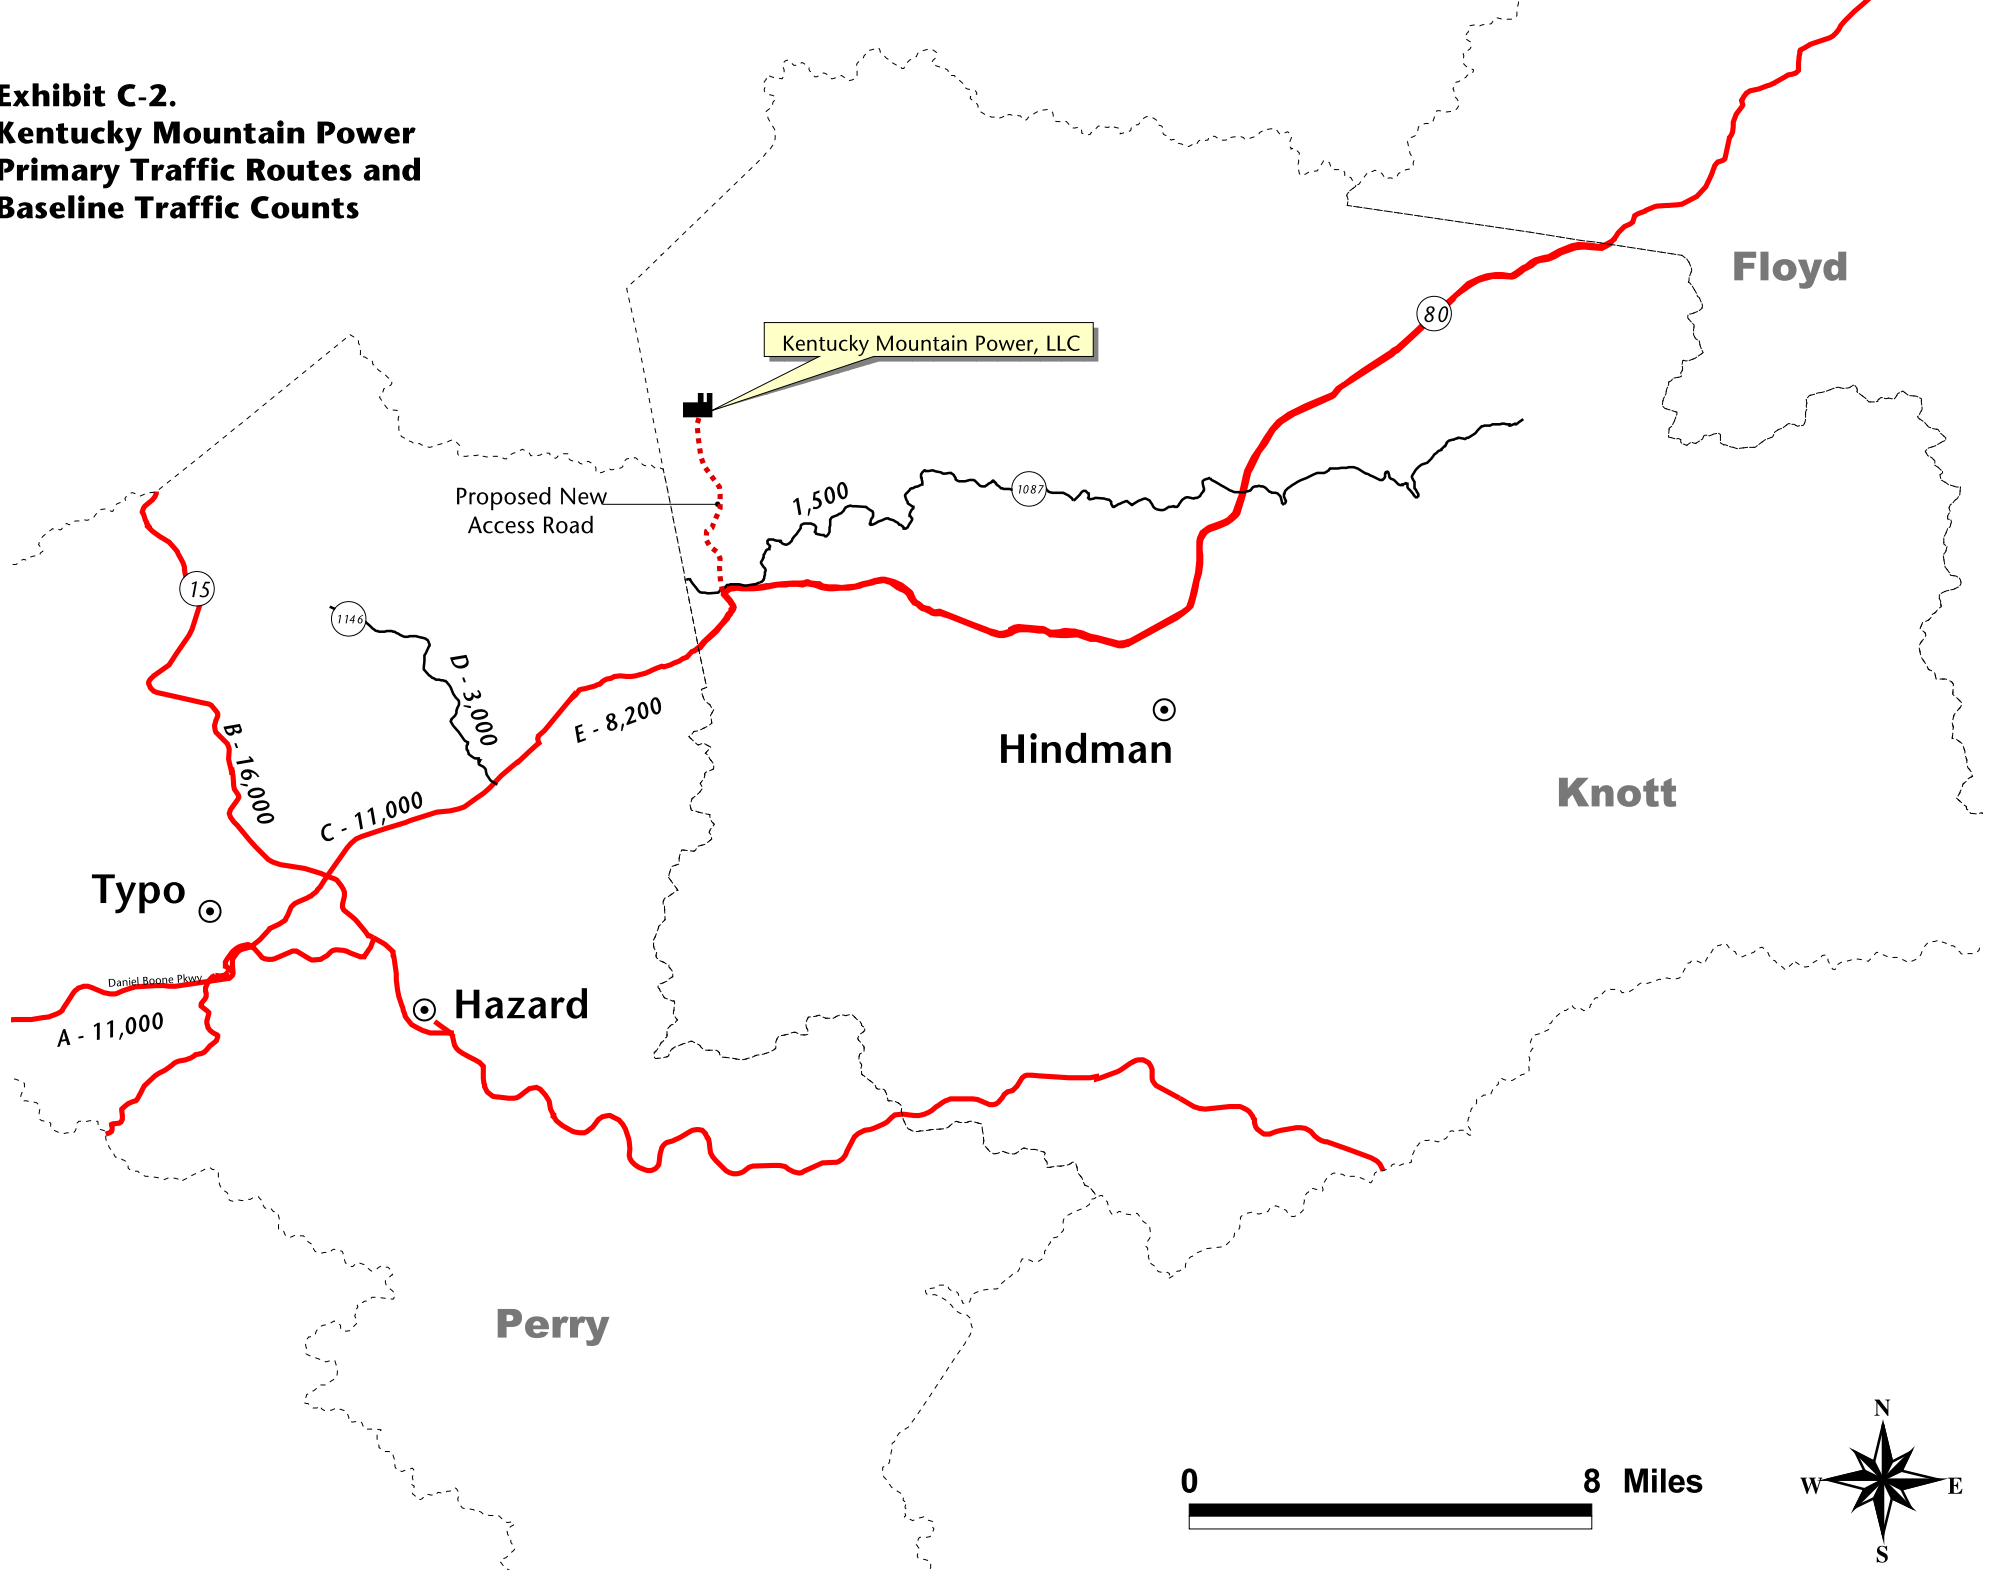 Exhibit C-2.
Kentucky Mountain Power
Primary Traffic Routes and
Baseline Traffic Counts
Floyd
80
Kentucky Mountain Power, LLC
Proposed New
Access Road
1,500
1087
15
1146
D - 3,000
E - 8,200
B - 16,000
Hindman
Knott
C - 11,000
Typo
Daniel Boone Pkwy
A - 11,000
Hazard
Perry
0 8 Miles
N
W E
S